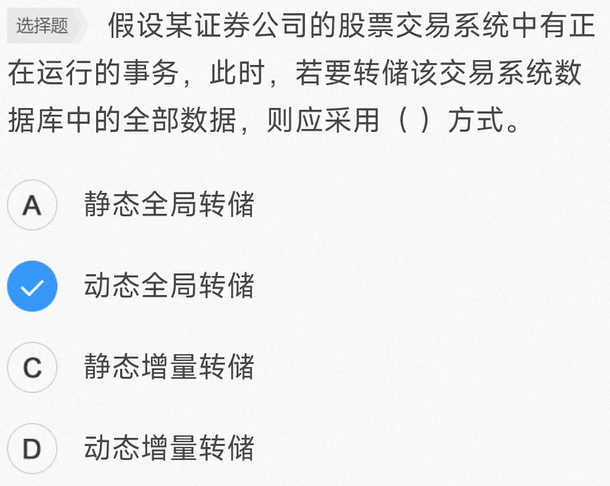 选择题 假设某证券公司的股票交易系统中有正
在运行的事务，此时，若要转储该交易系统数
据库中的全部数据，则应采用（ ）方式。
A 静态全局转储
动态全局转储
C 静态增量转储
D 动态增量转储